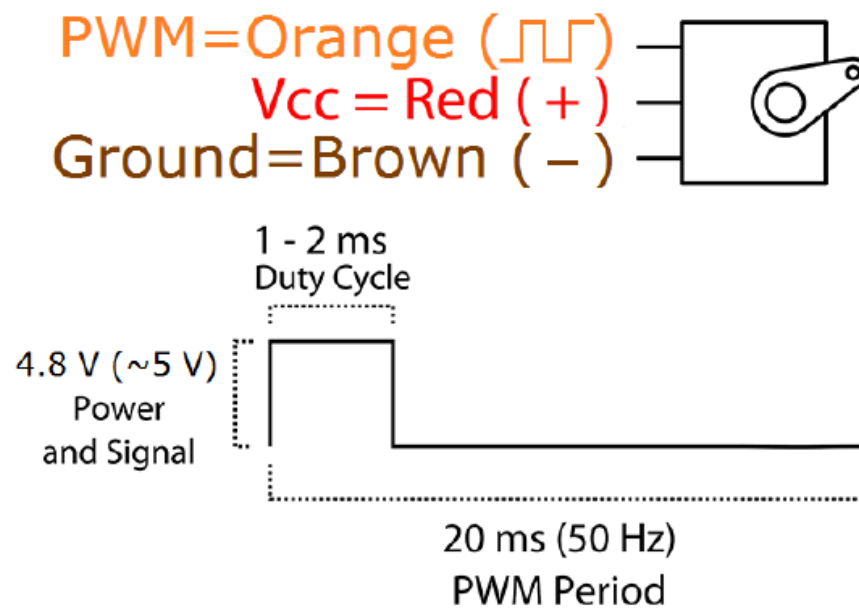 PWM=Orange ( )
Vcc = Red ( + )
Ground=Brown ( − )
1 - 2 ms
Duty Cycle
4.8 V (~5 V)
Power
and Signal
20 ms (50 Hz)
PWM Period